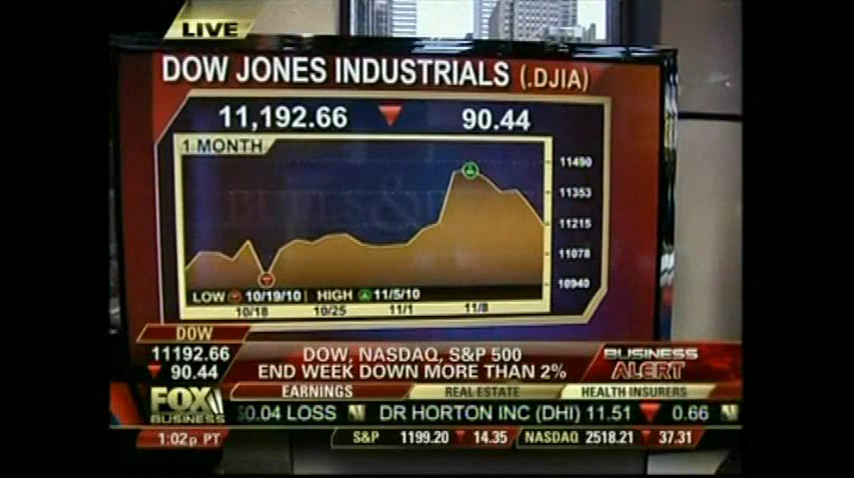 LIVE
DOW JONES INDUSTRIALS (.DJIA)
11,192.66 90.44
1 MONTH
11490
11353
11215
11078
10940
LOW 10/19/10 | HIGH 11/5/10
10/18 10/25 11/1 11/8
DOW
11192.66
90.44
DOW, NASDAQ, S&P 500
END WEEK DOWN MORE THAN 2%
BUSINESS
ALERT
EARNINGS REAL ESTATE HEALTH INSURERS
FOX
BUSINESS
$0.04 LOSS N DR HORTON INC (DHI) 11.51 0.66 N
1:02p PT
S&P 1199.20 14.35 NASDAQ 2518.21 37.31